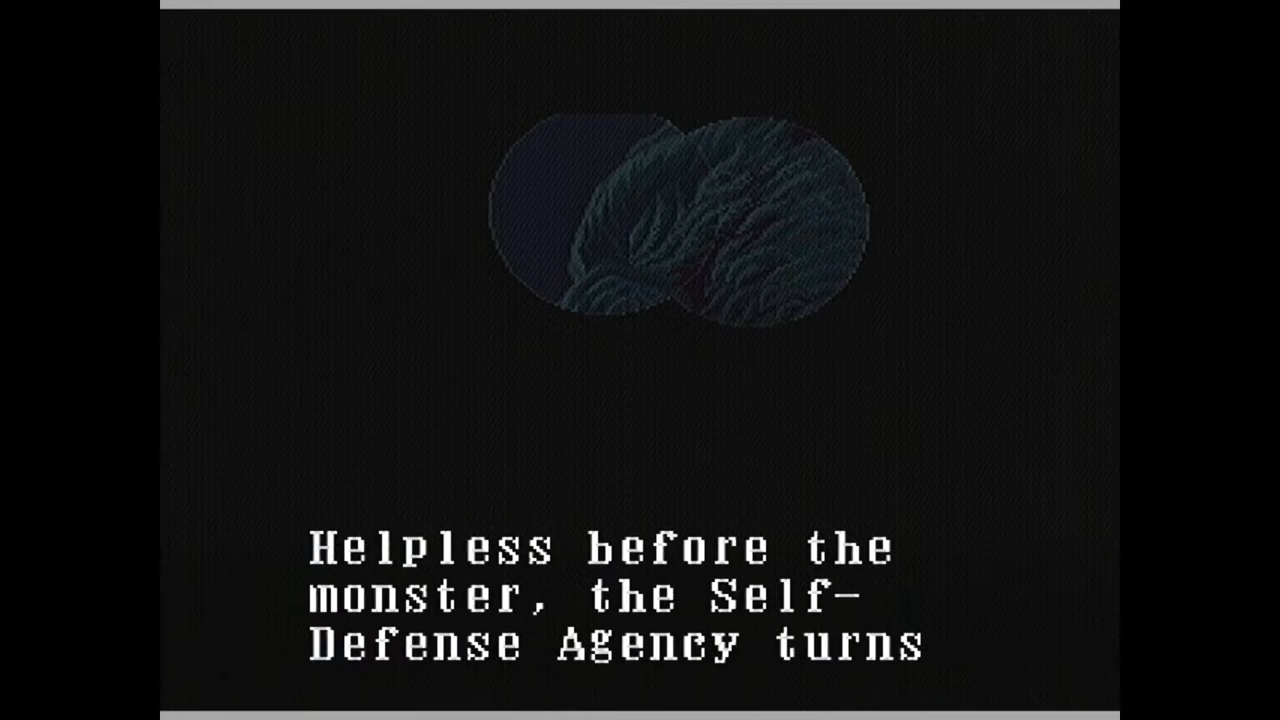 Helpless before the
monster, the Self-
Defense Agency turns